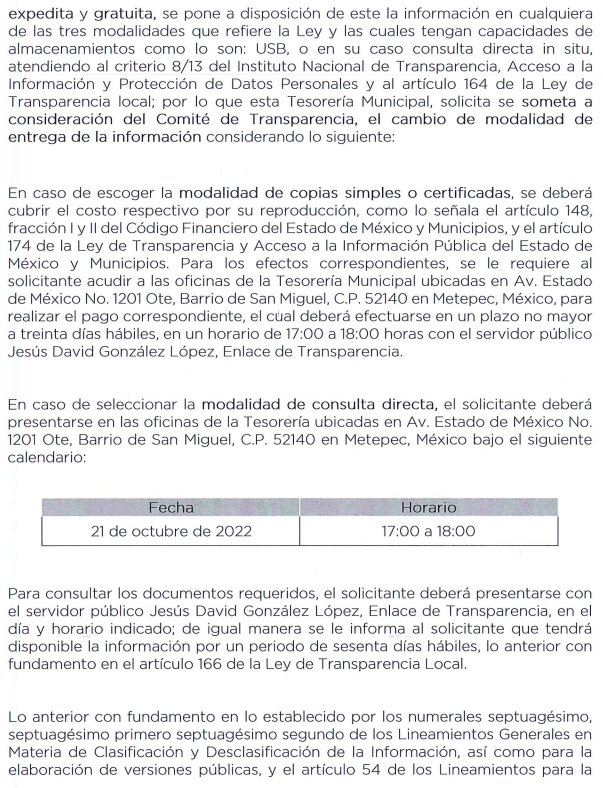 expedita y gratuita, se pone a disposición de este la información en cualquiera
de las tres modalidades que refiere la Ley y las cuales tengan capacidades de
almacenamientos como lo son: USB, o en su caso consulta directa in situ,
atendiendo al criterio 8/13 del Instituto Nacional de Transparencia, Acceso a la
Información y Protección de Datos Personales y al artículo 164 de la Ley de
Transparencia local; por lo que esta Tesorería Municipal, solicita se someta a
consideración del Comité de Transparencia, el cambio de modalidad de
entrega de la información considerando lo siguiente:
En caso de escoger la modalidad de copias simples o certificadas, se deberá
cubrir el costo respectivo por su reproducción, como lo señala el artículo 148,
fracción I y II del Código Financiero del Estado de México y Municipios, y el artículo
174 de la Ley de Transparencia y Acceso a la Información Pública del Estado de
México y Municipios. Para los efectos correspondientes, se le requiere al
solicitante acudir a las oficinas de la Tesorería Municipal ubicadas en Av. Estado
de México No. 1201 Ote, Barrio de San Miguel, C.P. 52140 en Metepec, México, para
realizar el pago correspondiente, el cual deberá efectuarse en un plazo no mayor
a treinta días hábiles, en un horario de 17:00 a 18:00 horas con el servidor público
Jesús David González López, Enlace de Transparencia.
En caso de seleccionar la modalidad de consulta directa, el solicitante deberá
presentarse en las oficinas de la Tesorería ubicadas en Av. Estado de México No.
1201 Ote, Barrio de San Miguel, C.P. 52140 en Metepec, México bajo el siguiente
calendario:
Fecha Horario
21 de octubre de 2022 17:00 a 18:00
Para consultar los documentos requeridos, el solicitante deberá presentarse con
el servidor público Jesús David González López, Enlace de Transparencia, en el
día y horario indicado; de igual manera se le informa al solicitante que tendrá
disponible la información por un periodo de sesenta días hábiles, lo anterior con
fundamento en el artículo 166 de la Ley de Transparencia Local.
Lo anterior con fundamento en lo establecido por los numerales septuagésimo,
septuagésimo primero septuagésimo segundo de los Lineamientos Generales en
Materia de Clasificación y Desclasificación de la Información, así como para la
elaboración de versiones públicas, y el artículo 54 de los Lineamientos para la